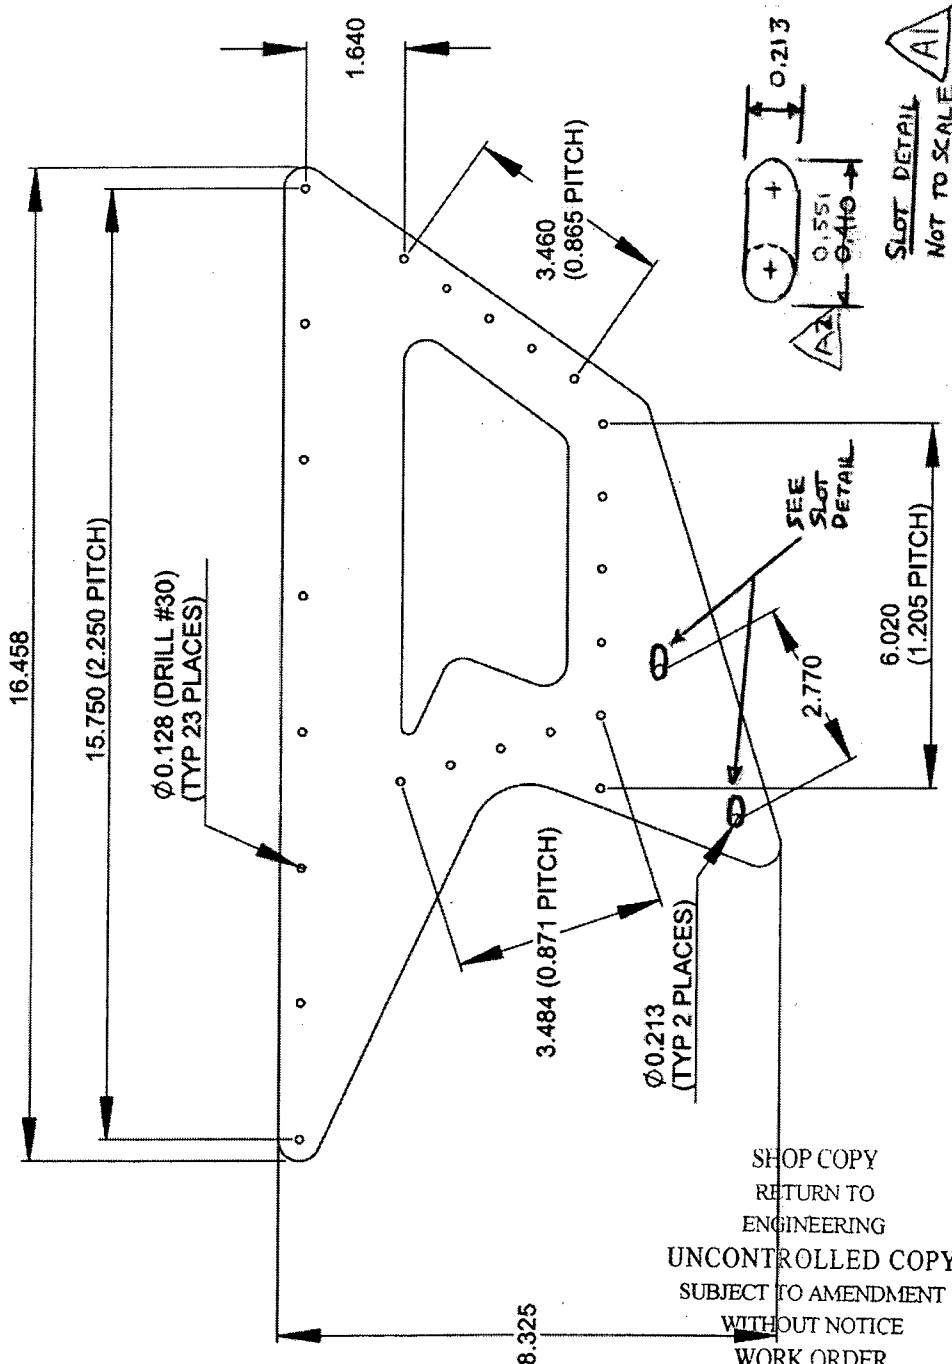 16.458
15.750 (2.250 PITCH)
1.640
Ø0.128 (DRILL #30)
(TYP 23 PLACES)
3.460
(0.865 PITCH)
0.213
0.551
0.410
A2
A1
SLOT DETAIL
NOT TO SCALE
SEE
SLOT
DETAIL
2.770
6.020
(1.205 PITCH)
3.484 (0.871 PITCH)
Ø0.213
(TYP 2 PLACES)
8.325
SHOP COPY
RETURN TO
ENGINEERING
UNCONTROLLED COPY
SUBJECT TO AMENDMENT
WITHOUT NOTICE
WORK ORDER